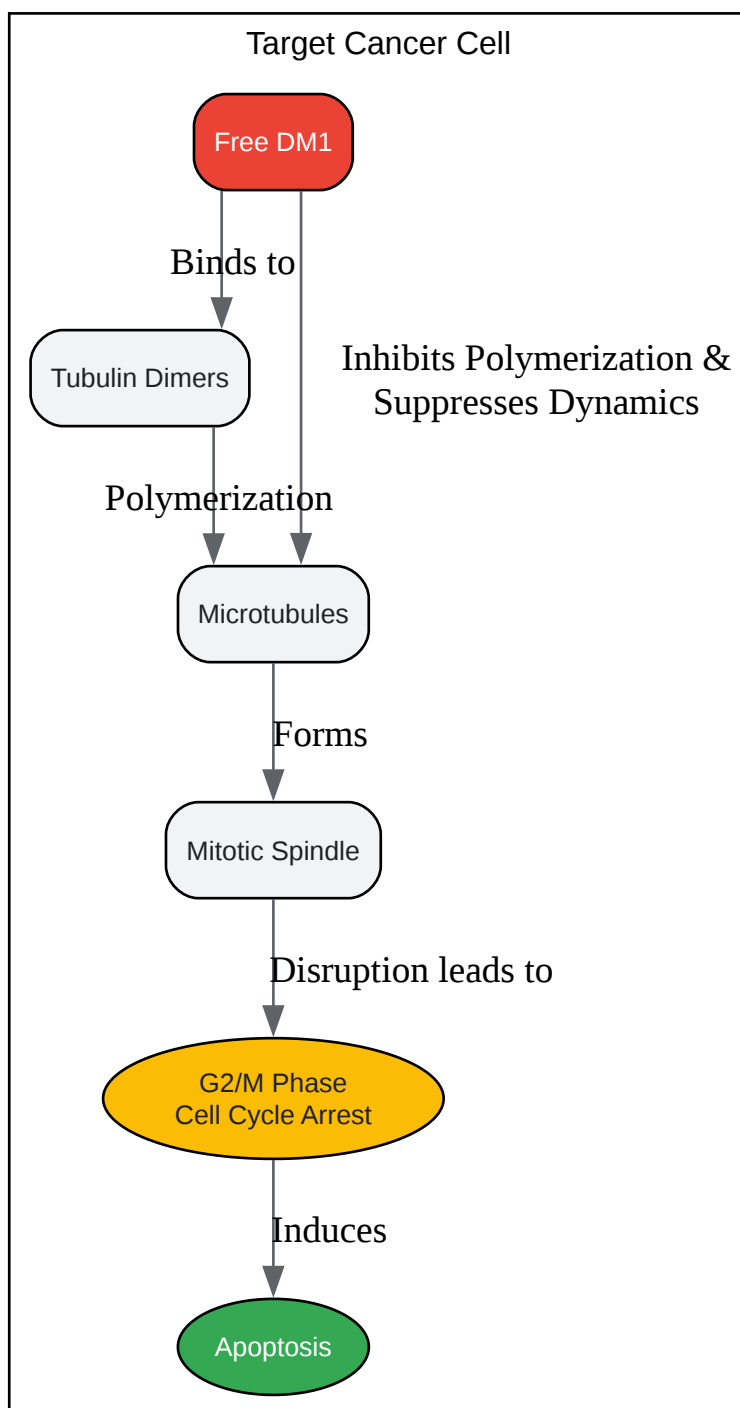 Target Cancer Cell
Free DM1
Binds to
Tubulin Dimers
Inhibits Polymerization &
Suppresses Dynamics
Polymerization
Microtubules
Forms
Mitotic Spindle
Disruption leads to
G2/M Phase
Cell Cycle Arrest
Induces
Apoptosis